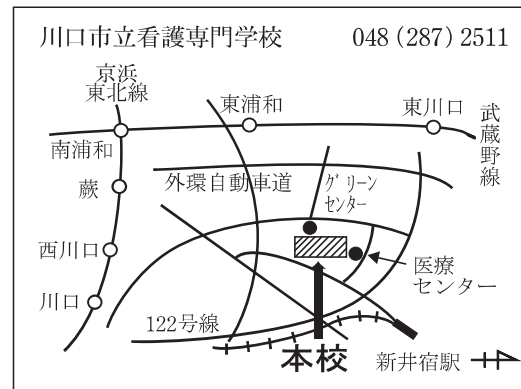 川口市立看護専門学校 048(287)2511
京浜
東北線
東浦和
東川口
武蔵野線
南浦和
蕨
外環自動車道
グリーン
センター
西川口
医療
センター
川口
122号線
本校
新井宿駅